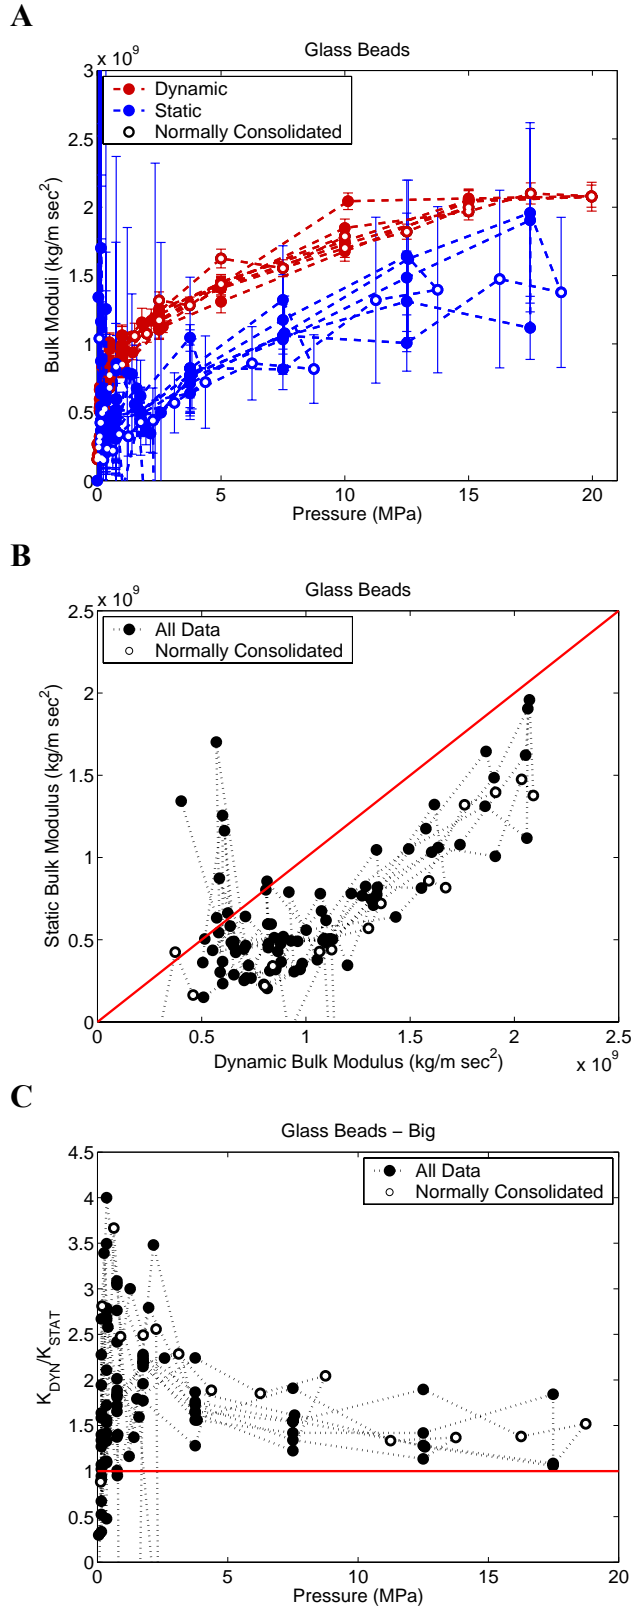 A
Glass Beads
x 10^9
3
2.5
2
1.5
1
0.5
0
Bulk Moduli (kg/m sec^2)
Dynamic
Static
Normally Consolidated
0 5 10 15 20
Pressure (MPa)
B
Glass Beads
x 10^9
2.5
2
1.5
1
0.5
0
Static Bulk Modulus (kg/m sec^2)
All Data
Normally Consolidated
0 0.5 1 1.5 2 2.5
Dynamic Bulk Modulus (kg/m sec^2)
x 10^9
C
Glass Beads − Big
4.5
4
3.5
3
2.5
2
1.5
1
0.5
0
K_DYN/K_STAT
All Data
Normally Consolidated
0 5 10 15 20
Pressure (MPa)